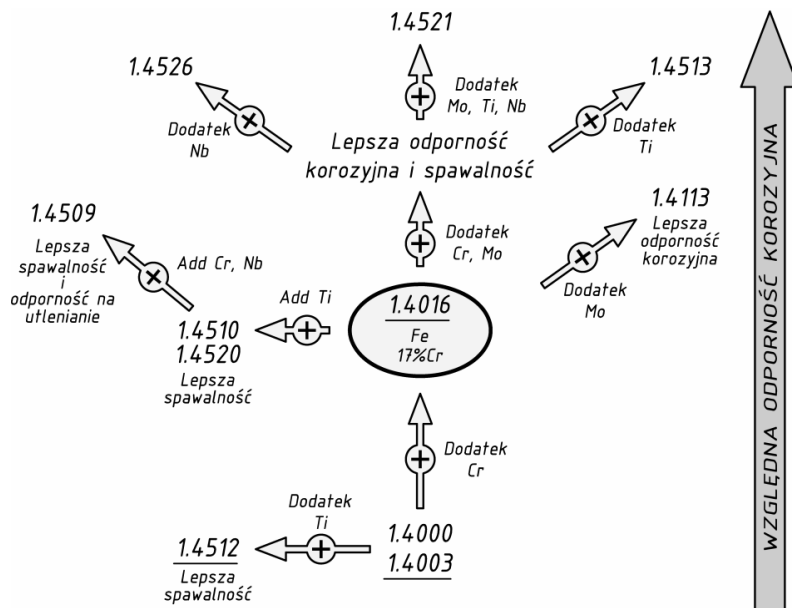 1.4521
1.4526
1.4513
Dodatek
Mo, Ti, Nb
Dodatek
Nb
Dodatek
Ti
Lepsza odporność
korozyjna i spawalność
1.4509
Lepsza
spawalność
i
odporność na
utlenianie
Add Cr, Nb
Dodatek
Cr, Mo
1.4113
Lepsza
odporność
korozyjna
Dodatek
Mo
Add Ti
1.4510
1.4520
Lepsza
spawalność
1.4016
Fe
17%Cr
Dodatek
Cr
Dodatek
Ti
1.4512
Lepsza
spawalność
1.4000
1.4003
WZGLĘDNA ODPORNOŚĆ KOROZYJNA